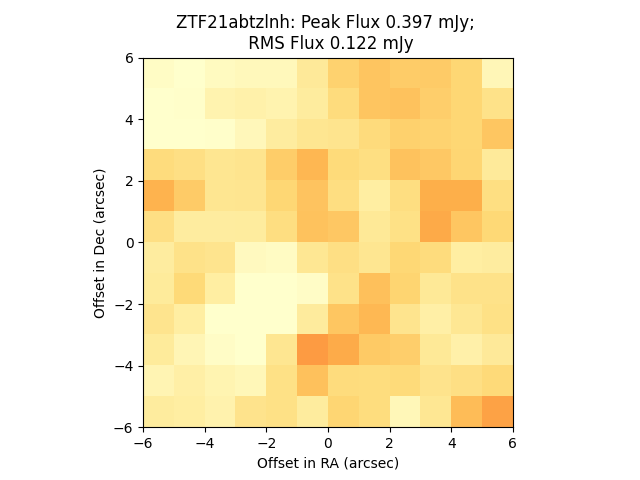 ZTF21abtzlnh: Peak Flux 0.397 mJy;
RMS Flux 0.122 mJy
6
4
2
0
−2
−4
−6
Offset in Dec (arcsec)
−6 −4 −2 0 2 4 6
Offset in RA (arcsec)